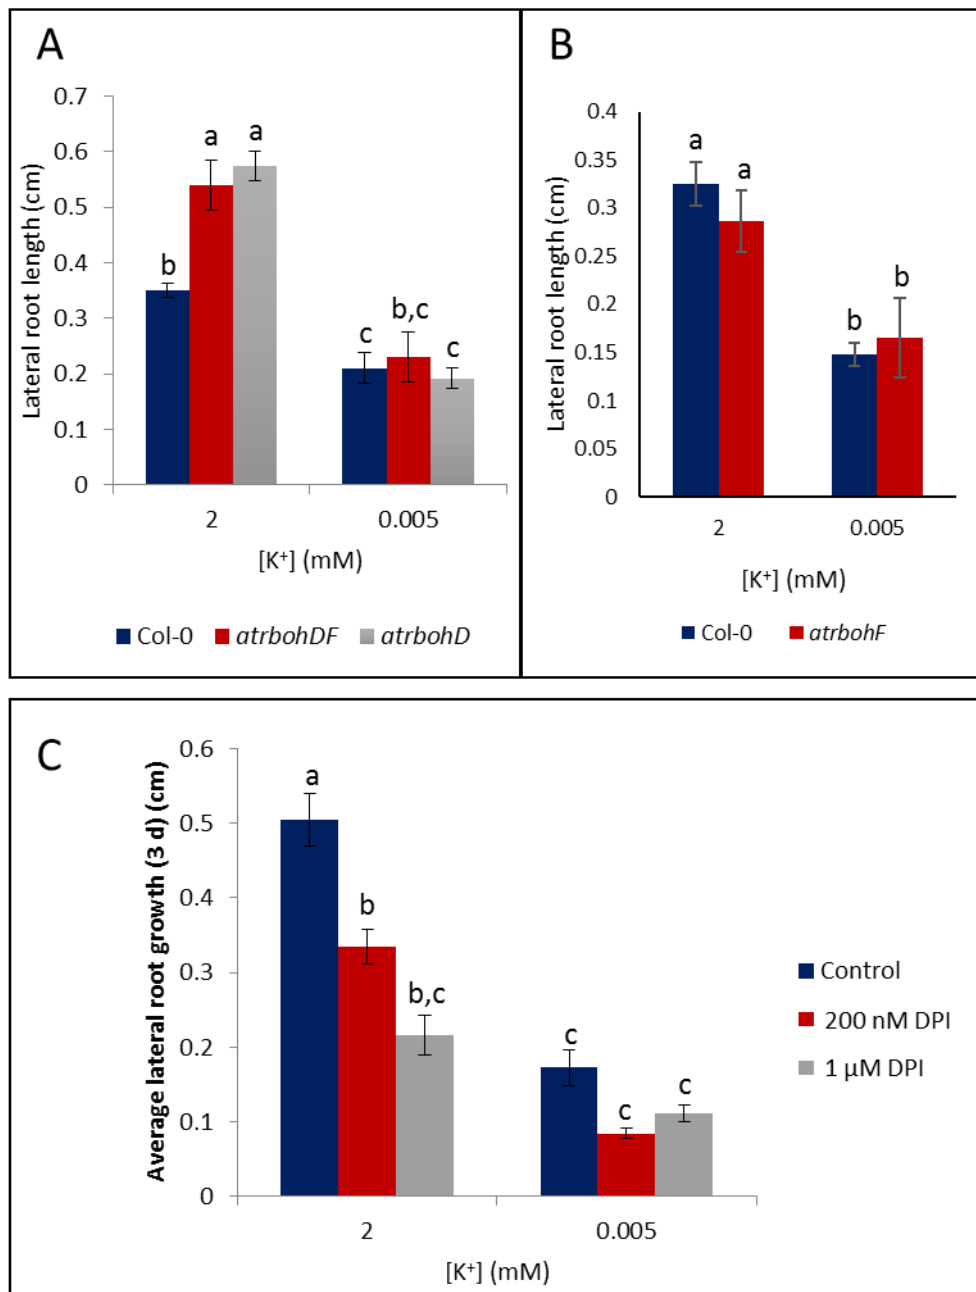 A
Lateral root length (cm)
0.7
0.6
0.5
0.4
0.3
0.2
0.1
0
a
a
b
c
b,c
c
2
0.005
[K⁺] (mM)
Col-0 atrbohDF atrbohD
B
Lateral root length (cm)
0.4
0.35
0.3
0.25
0.2
0.15
0.1
0.05
0
a
a
b
b
2
0.005
[K⁺] (mM)
Col-0 atrbohF
C
Average lateral root growth (3 d) (cm)
0.6
0.5
0.4
0.3
0.2
0.1
0
a
b
b,c
c
c
c
2
0.005
[K⁺] (mM)
Control
200 nM DPI
1 µM DPI